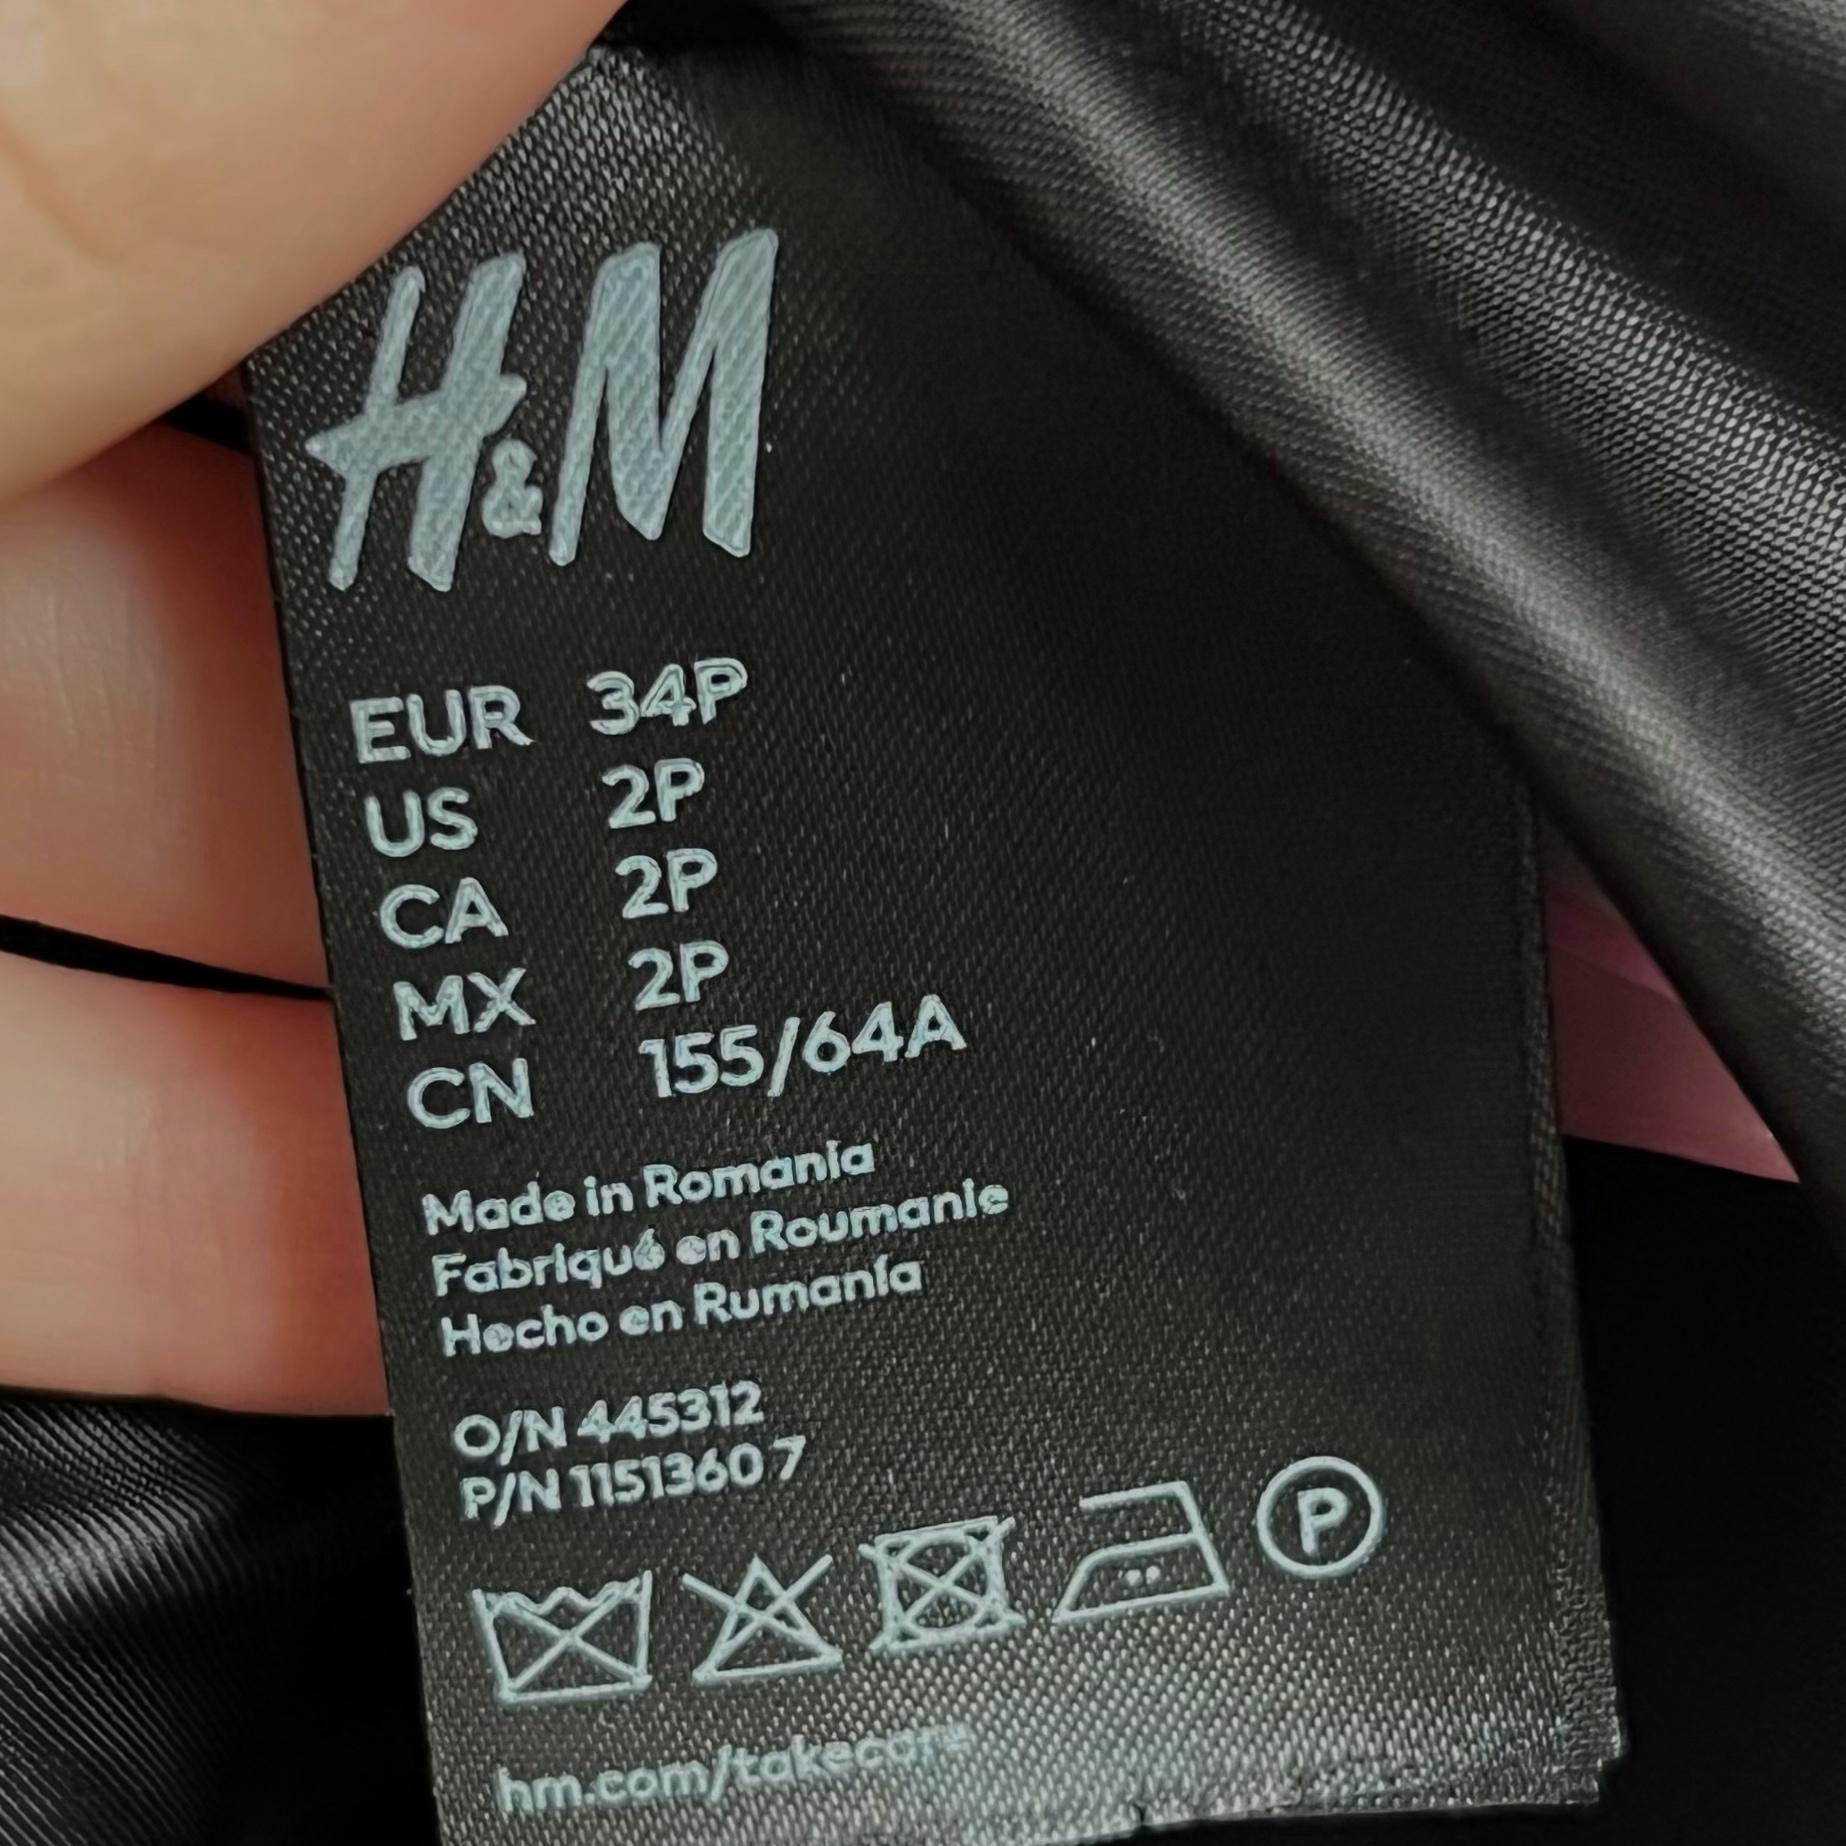 H&M
EUR 34P
US 2P
CA 2P
MX 2P
CN 155/64A
Made in Romania
Fabriqué en Roumanie
Hecho en Rumanía
O/N 445312
P/N 1151360 7
P
hm.com/takecare